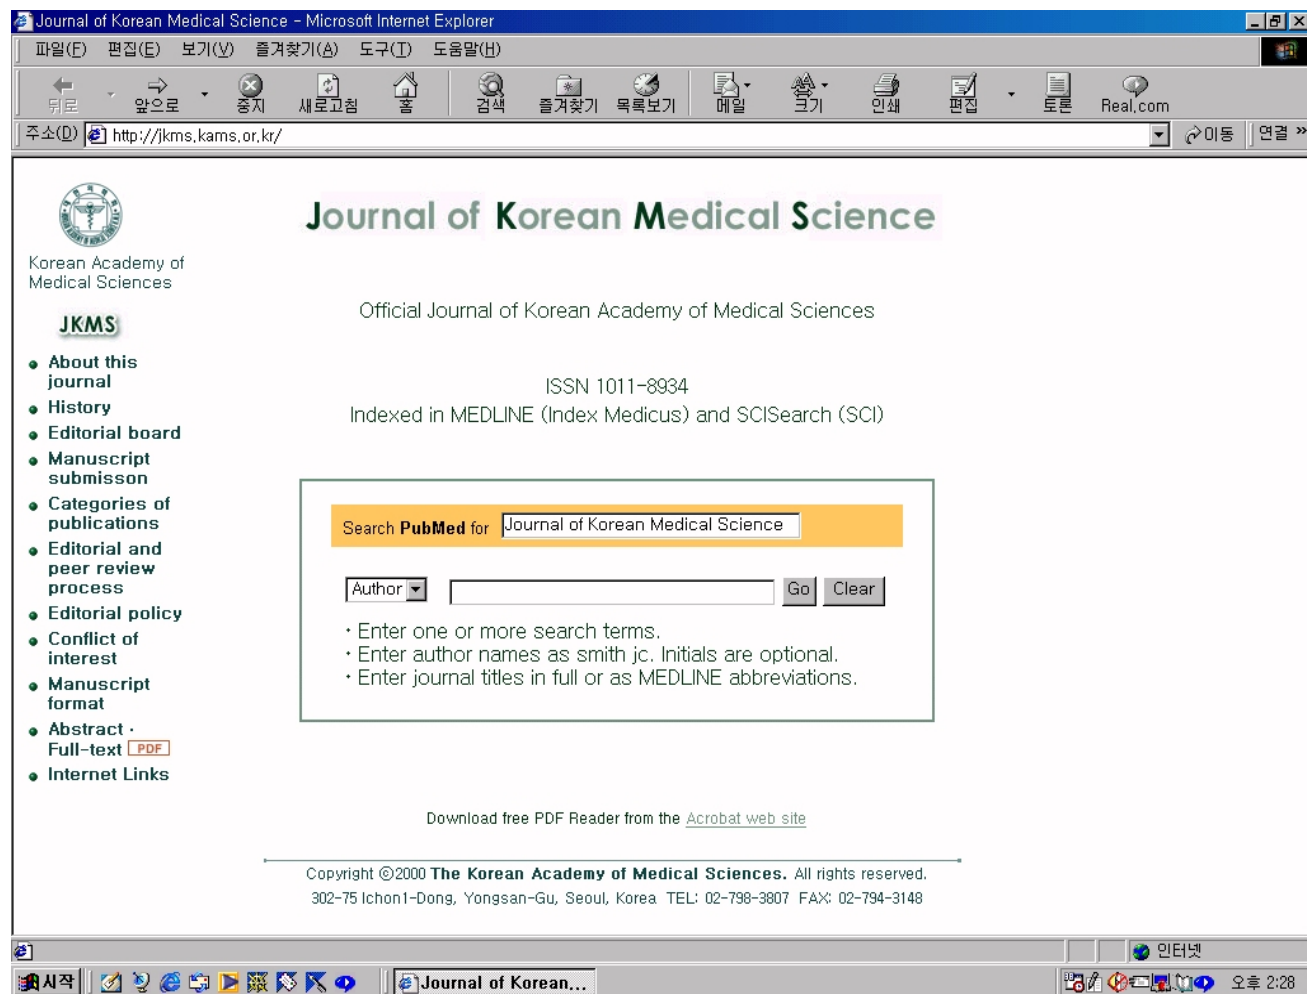 Journal of Korean Medical Science - Microsoft Internet Explorer
파일(F) 편집(E) 보기(V) 즐겨찾기(A) 도구(T) 도움말(H)
뒤로 앞으로 중지 새로고침 홈 검색 즐겨찾기 목록보기 메일 크기 인쇄 편집 토론 Real.com
주소(D) http://jkms.kams.or.kr/ 이동 연결 »
Journal of Korean Medical Science
Korean Academy of
Medical Sciences
JKMS
About this
journal
History
Editorial board
Manuscript
submisson
Categories of
publications
Editorial and
peer review
process
Editorial policy
Conflict of
interest
Manuscript
format
Abstract ·
Full-text PDF
Internet Links
Official Journal of Korean Academy of Medical Sciences
ISSN 1011-8934
Indexed in MEDLINE (Index Medicus) and SCISearch (SCI)
Search PubMed for Journal of Korean Medical Science
Author Go Clear
· Enter one or more search terms.
· Enter author names as smith jc. Initials are optional.
· Enter journal titles in full or as MEDLINE abbreviations.
Download free PDF Reader from the Acrobat web site
Copyright ©2000 The Korean Academy of Medical Sciences. All rights reserved.
302-75 Ichon1-Dong, Yongsan-Gu, Seoul, Korea TEL: 02-798-3807 FAX: 02-794-3148
인터넷
시작 Journal of Korean... 오후 2:28